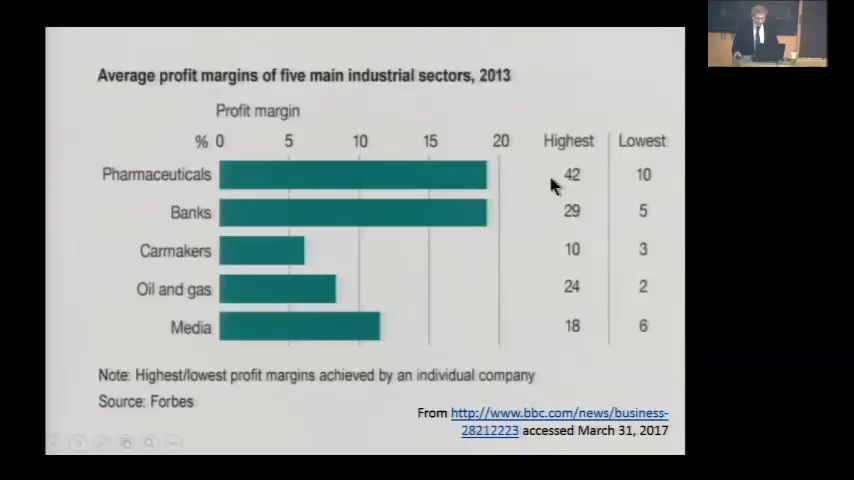 Average profit margins of five main industrial sectors, 2013
Profit margin
% 0 5 10 15 20 Highest Lowest
Pharmaceuticals 42 10
Banks 29 5
Carmakers 10 3
Oil and gas 24 2
Media 18 6
Note: Highest/lowest profit margins achieved by an individual company
Source: Forbes
From http://www.bbc.com/news/business-
28212223 accessed March 31, 2017